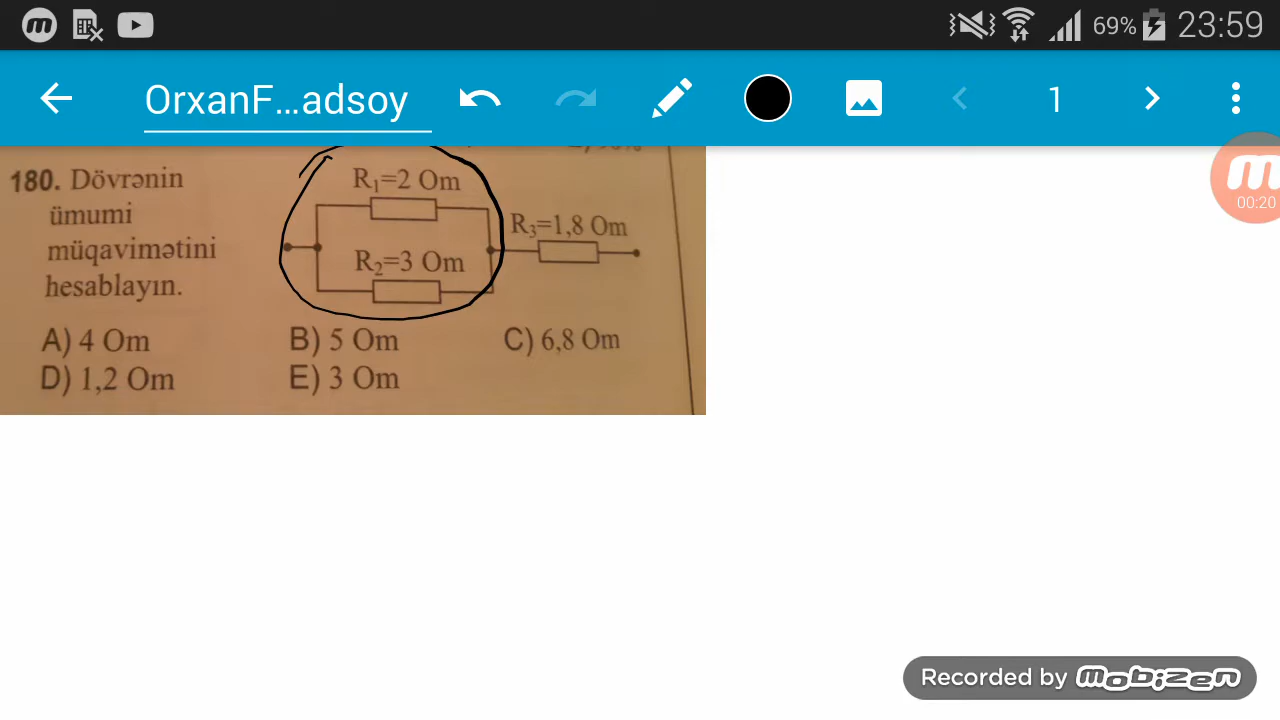 69% 23:59
OrxanF...adsoy 1
00:20
180. Dövrənin
ümumi
müqavimətini
hesablayın.
R₁=2 Om
R₂=3 Om
R₃=1,8 Om
A) 4 Om B) 5 Om C) 6,8 Om
D) 1,2 Om E) 3 Om
Recorded by mobizen